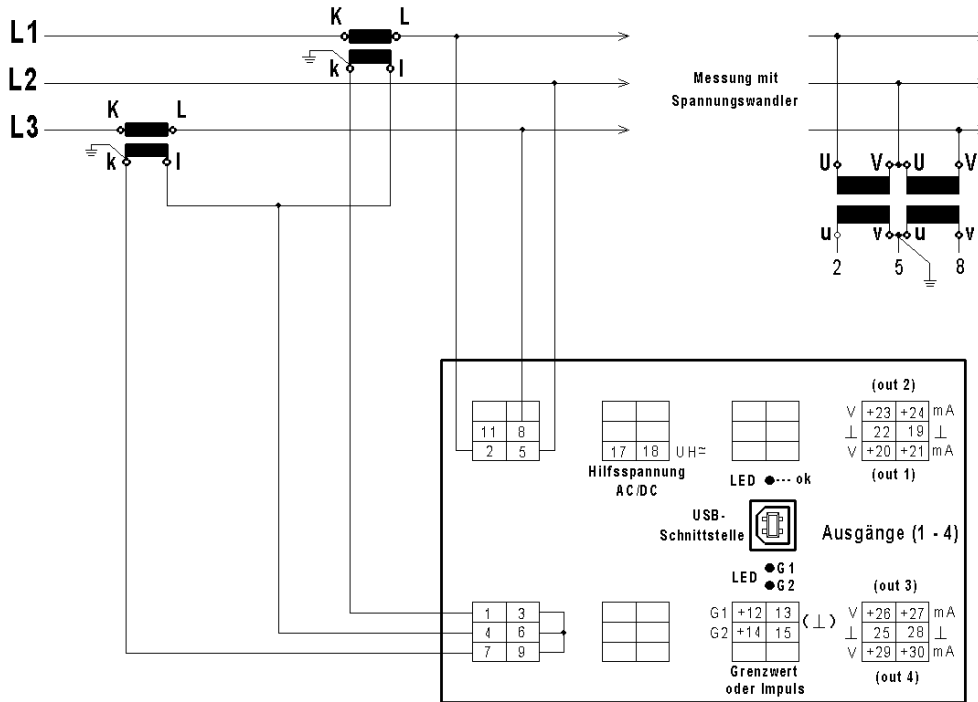 L1 K L
k l
L2
L3 K L
k l
Messung mit
Spannungswandler
U V U V
u v u v
2 5 8
11 8
2 5
17 18 UH≂
Hilfsspannung
AC/DC
LED ok
USB-
Schnittstelle
LED G1
G2
(out 2)
V +23 +24 mA
⊥ 22 19 ⊥
V +20 +21 mA
(out 1)
Ausgänge (1 - 4)
1 3
4 6
7 9
G1 +12 13 (⊥)
G2 +14 15
Grenzwert
oder Impuls
(out 3)
V +26 +27 mA
⊥ 25 28 ⊥
V +29 +30 mA
(out 4)